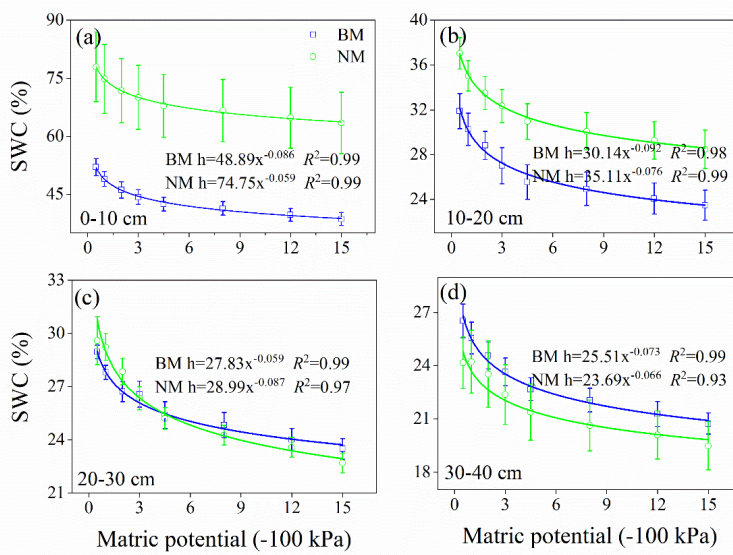 (a)
BM
NM
90
75
60
45
SWC (%)
BM h=48.89x^-0.086 R²=0.99
NM h=74.75x^-0.059 R²=0.99
0-10 cm
0 3 6 9 12 15
(b)
40
36
32
28
24
BM h=30.14x^-0.092 R²=0.98
NM h=35.11x^-0.076 R²=0.99
10-20 cm
0 3 6 9 12 15
(c)
33
30
27
24
21
SWC (%)
BM h=27.83x^-0.059 R²=0.99
NM h=28.99x^-0.087 R²=0.97
20-30 cm
0 3 6 9 12 15
Matric potential (-100 kPa)
(d)
27
24
21
18
BM h=25.51x^-0.073 R²=0.99
NM h=23.69x^-0.066 R²=0.93
30-40 cm
0 3 6 9 12 15
Matric potential (-100 kPa)